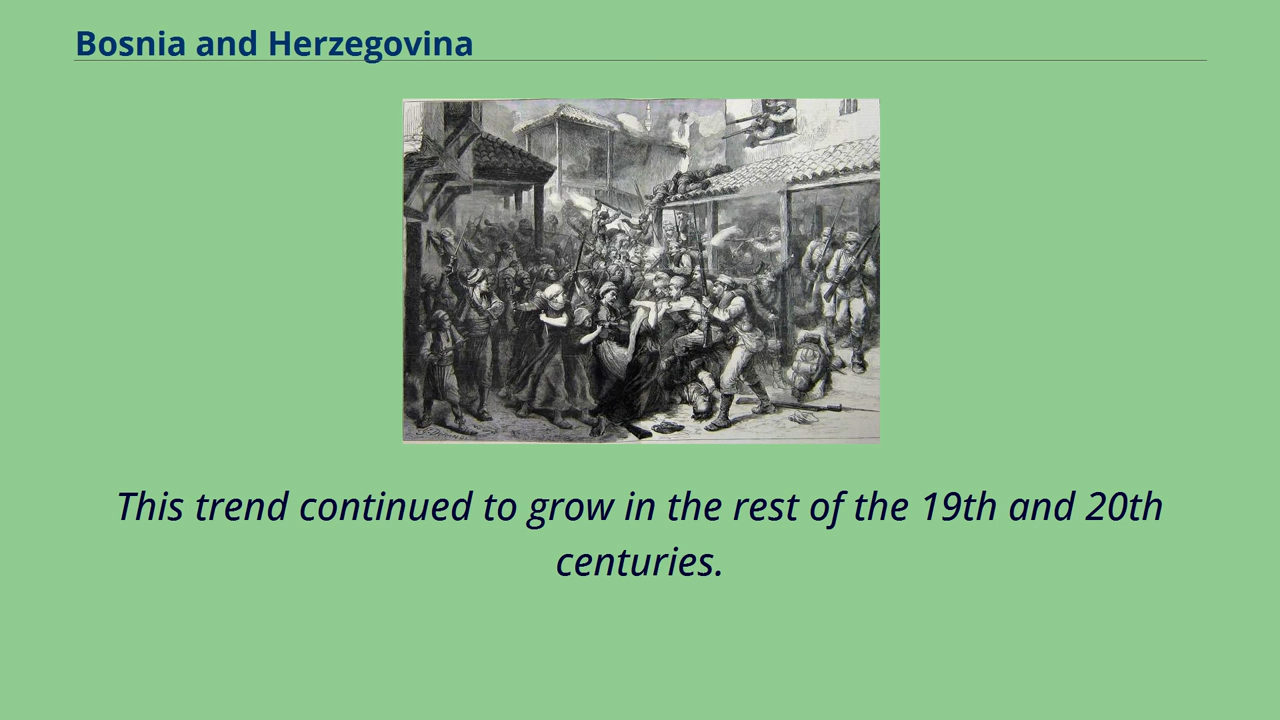 Bosnia and Herzegovina
This trend continued to grow in the rest of the 19th and 20th
centuries.